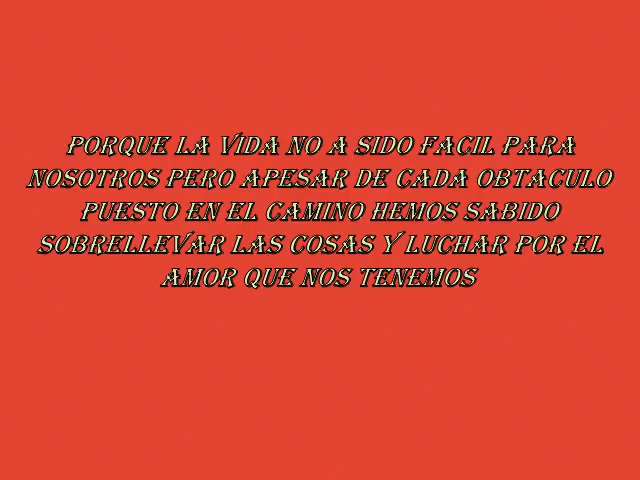 PORQUE LA VIDA NO A SIDO FACIL PARA
NOSOTROS PERO APESAR DE CADA OBTACULO
PUESTO EN EL CAMINO HEMOS SABIDO
SOBRELLEVAR LAS COSAS Y LUCHAR POR EL
AMOR QUE NOS TENEMOS